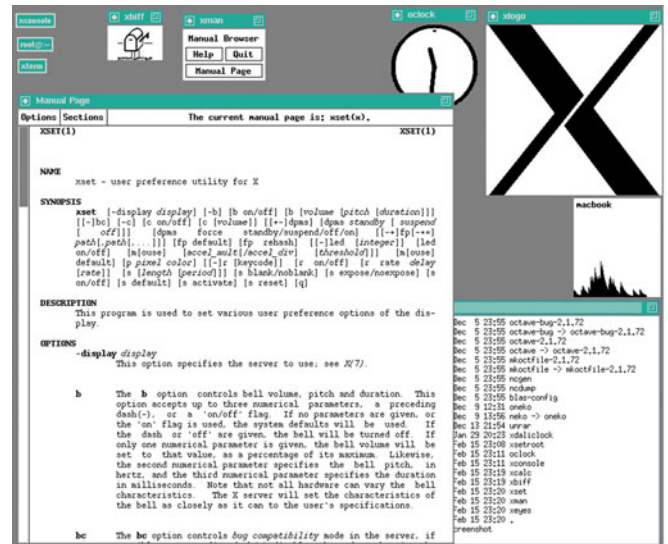 xconsole
xbiff
xman
oclock
xlogo
root@:~
xterm
Manual Browser
Help Quit
Manual Page
Manual Page
Options Sections The current manual page is: xset(x).
XSET(1) XSET(1)
NAME
xset - user preference utility for X
SYNOPSIS
xset [-display display] [-b] [b on/off] [b [volume [pitch [duration]]]
[[-]bc] [-c] [c on/off] [c [volume]] [[+-]dpms] [dpms standby [ suspend
[ off]]] [dpms force standby/suspend/off/on] [[-+]fp[-+=]
path[,path[,...]]] [fp default] [fp rehash] [[-]led [integer]] [led
on/off] [m[ouse] [accel_mult[/accel_div] [threshold]]] [m[ouse]
default] [p pixel color] [[-]r [keycode]] [r on/off] [r rate delay
[rate]] [s [length [period]]] [s blank/noblank] [s expose/noexpose] [s
on/off] [s default] [s activate] [s reset] [q]
DESCRIPTION
This program is used to set various user preference options of the dis-
play.
OPTIONS
-display display
This option specifies the server to use; see X(7).
b The b option controls bell volume, pitch and duration. This
option accepts up to three numerical parameters, a preceding
dash(-), or a 'on/off' flag. If no parameters are given, or
the 'on' flag is used, the system defaults will be used. If
the dash or 'off' are given, the bell will be turned off. If
only one numerical parameter is given, the bell volume will be
set to that value, as a percentage of its maximum. Likewise,
the second numerical parameter specifies the bell pitch, in
hertz, and the third numerical parameter specifies the duration
in milliseconds. Note that not all hardware can vary the bell
characteristics. The X server will set the characteristics of
the bell as closely as it can to the user's specifications.
bc The bc option controls bug compatibility mode in the server, if
macbook
Dec 5 23:55 octave-bug-2.1.72
Dec 5 23:55 octave-bug -> octave-bug-2.1.72
Dec 5 23:55 octave-2.1.72
Dec 5 23:55 octave -> octave-2.1.72
Dec 5 23:55 mkoctfile-2.1.72
Dec 5 23:55 mkoctfile -> mkoctfile-2.1.72
Dec 5 23:55 ncgen
Dec 5 23:55 ncdump
Dec 5 23:55 blas-config
Dec 9 12:31 oneko
Dec 9 13:56 neko -> oneko
Dec 13 21:54 unrar
Jan 29 20:23 xdaliclock
Feb 15 23:08 xsetroot
Feb 15 23:11 oclock
Feb 15 23:11 xconsole
Feb 15 23:19 xcalc
Feb 15 23:19 xbiff
Feb 15 23:20 xset
Feb 15 23:20 xman
Feb 15 23:20 xeyes
Feb 15 23:20 .
creenshot